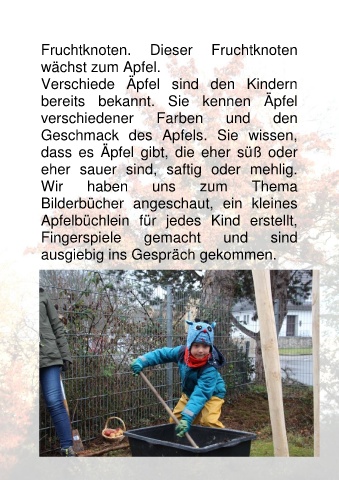 Fruchtknoten. Dieser Fruchtknoten
wächst zum Apfel.
Verschiede Äpfel sind den Kindern
bereits bekannt. Sie kennen Äpfel
verschiedener Farben und den
Geschmack des Apfels. Sie wissen,
dass es Äpfel gibt, die eher süß oder
eher sauer sind, saftig oder mehlig.
Wir haben uns zum Thema
Bilderbücher angeschaut, ein kleines
Apfelbüchlein für jedes Kind erstellt,
Fingerspiele gemacht und sind
ausgiebig ins Gespräch gekommen.